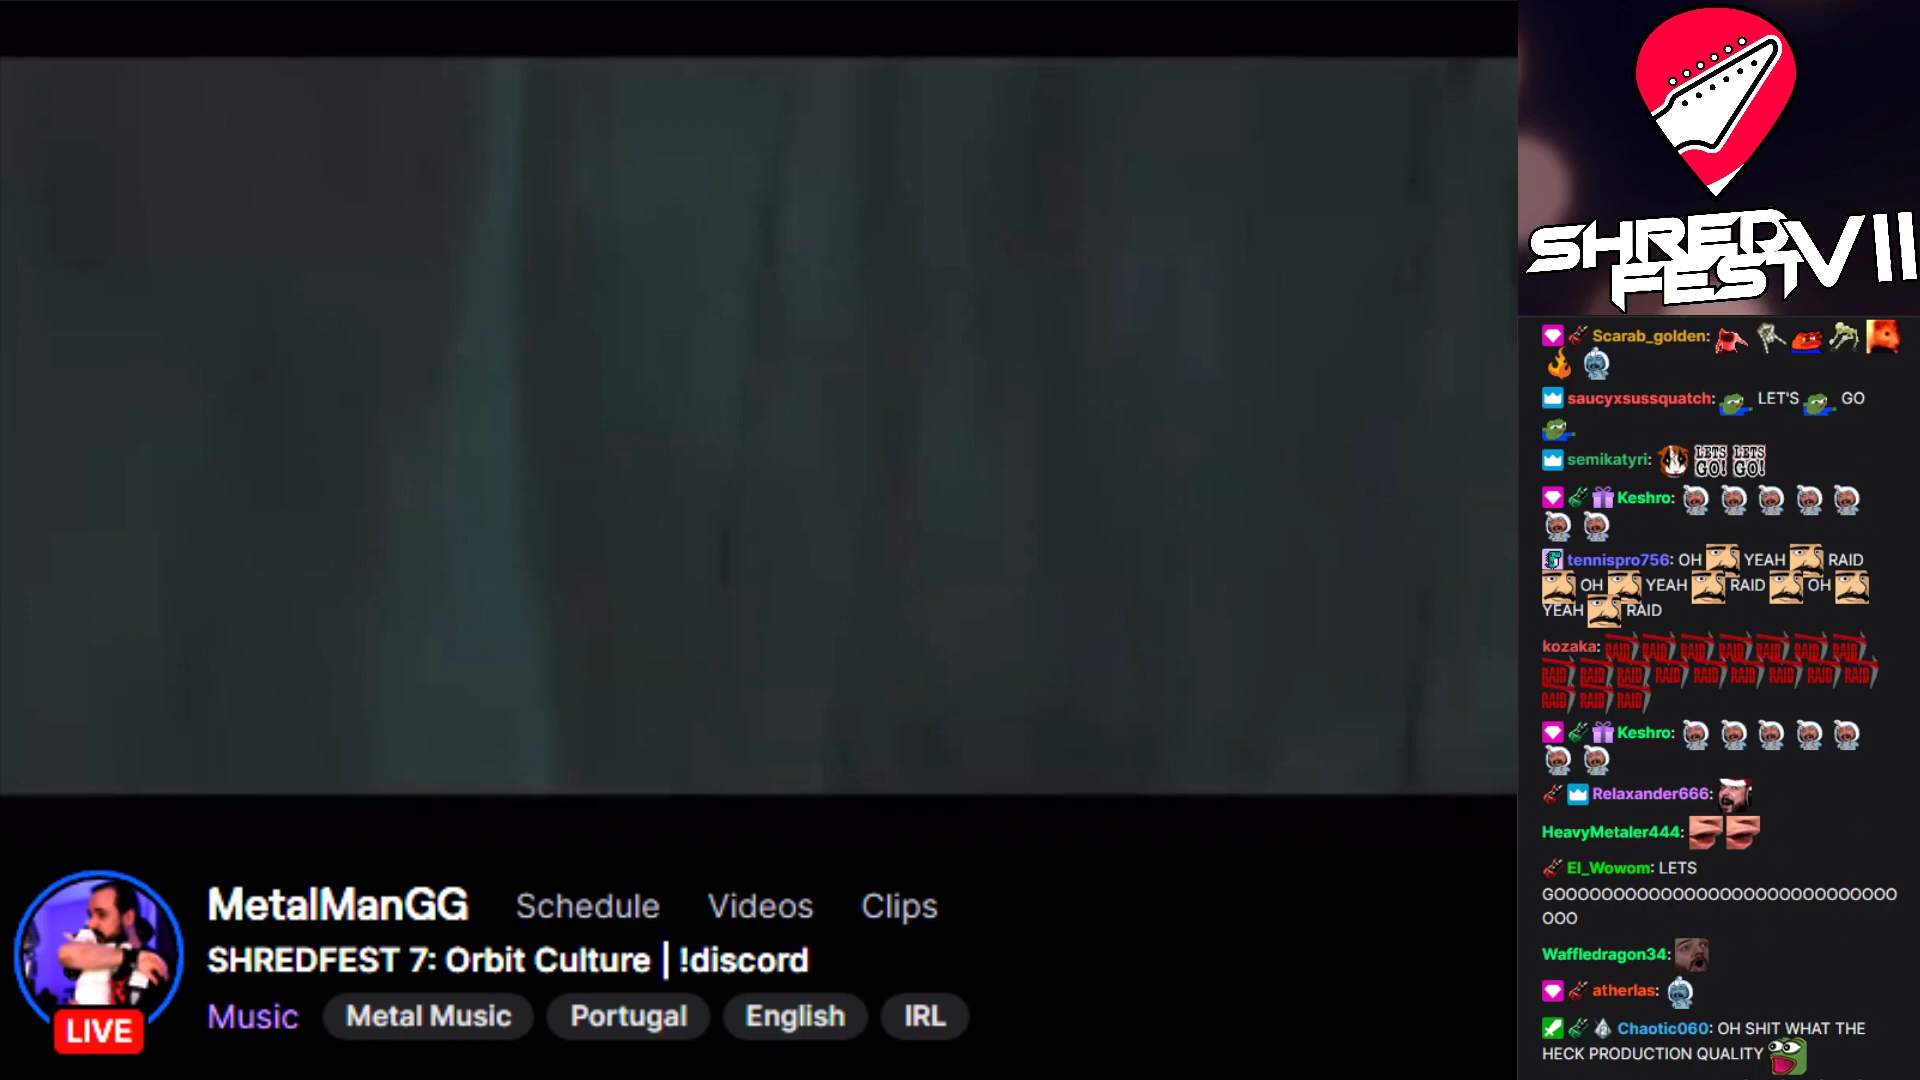 SHRED VII
FEST
Scarab_golden:
saucyxsussquatch: LET'S GO
semikatyri: LETS GO! LETS GO!
Keshro:
tennispro756: OH YEAH RAID
OH YEAH RAID OH
YEAH RAID
kozaka: RAID RAID RAID RAID RAID RAID RAID
RAID RAID RAID RAID RAID RAID RAID RAID RAID
RAID RAID RAID
Keshro:
Relaxander666:
HeavyMetaler444:
El_Wowom: LETS
GOOOOOOOOOOOOOOOOOOOOOOOOOOOOO
OOO
Waffledragon34:
atherlas:
Chaotic060: OH SHIT WHAT THE
HECK PRODUCTION QUALITY
MetalManGG Schedule Videos Clips
SHREDFEST 7: Orbit Culture | !discord
Music Metal Music Portugal English IRL
LIVE